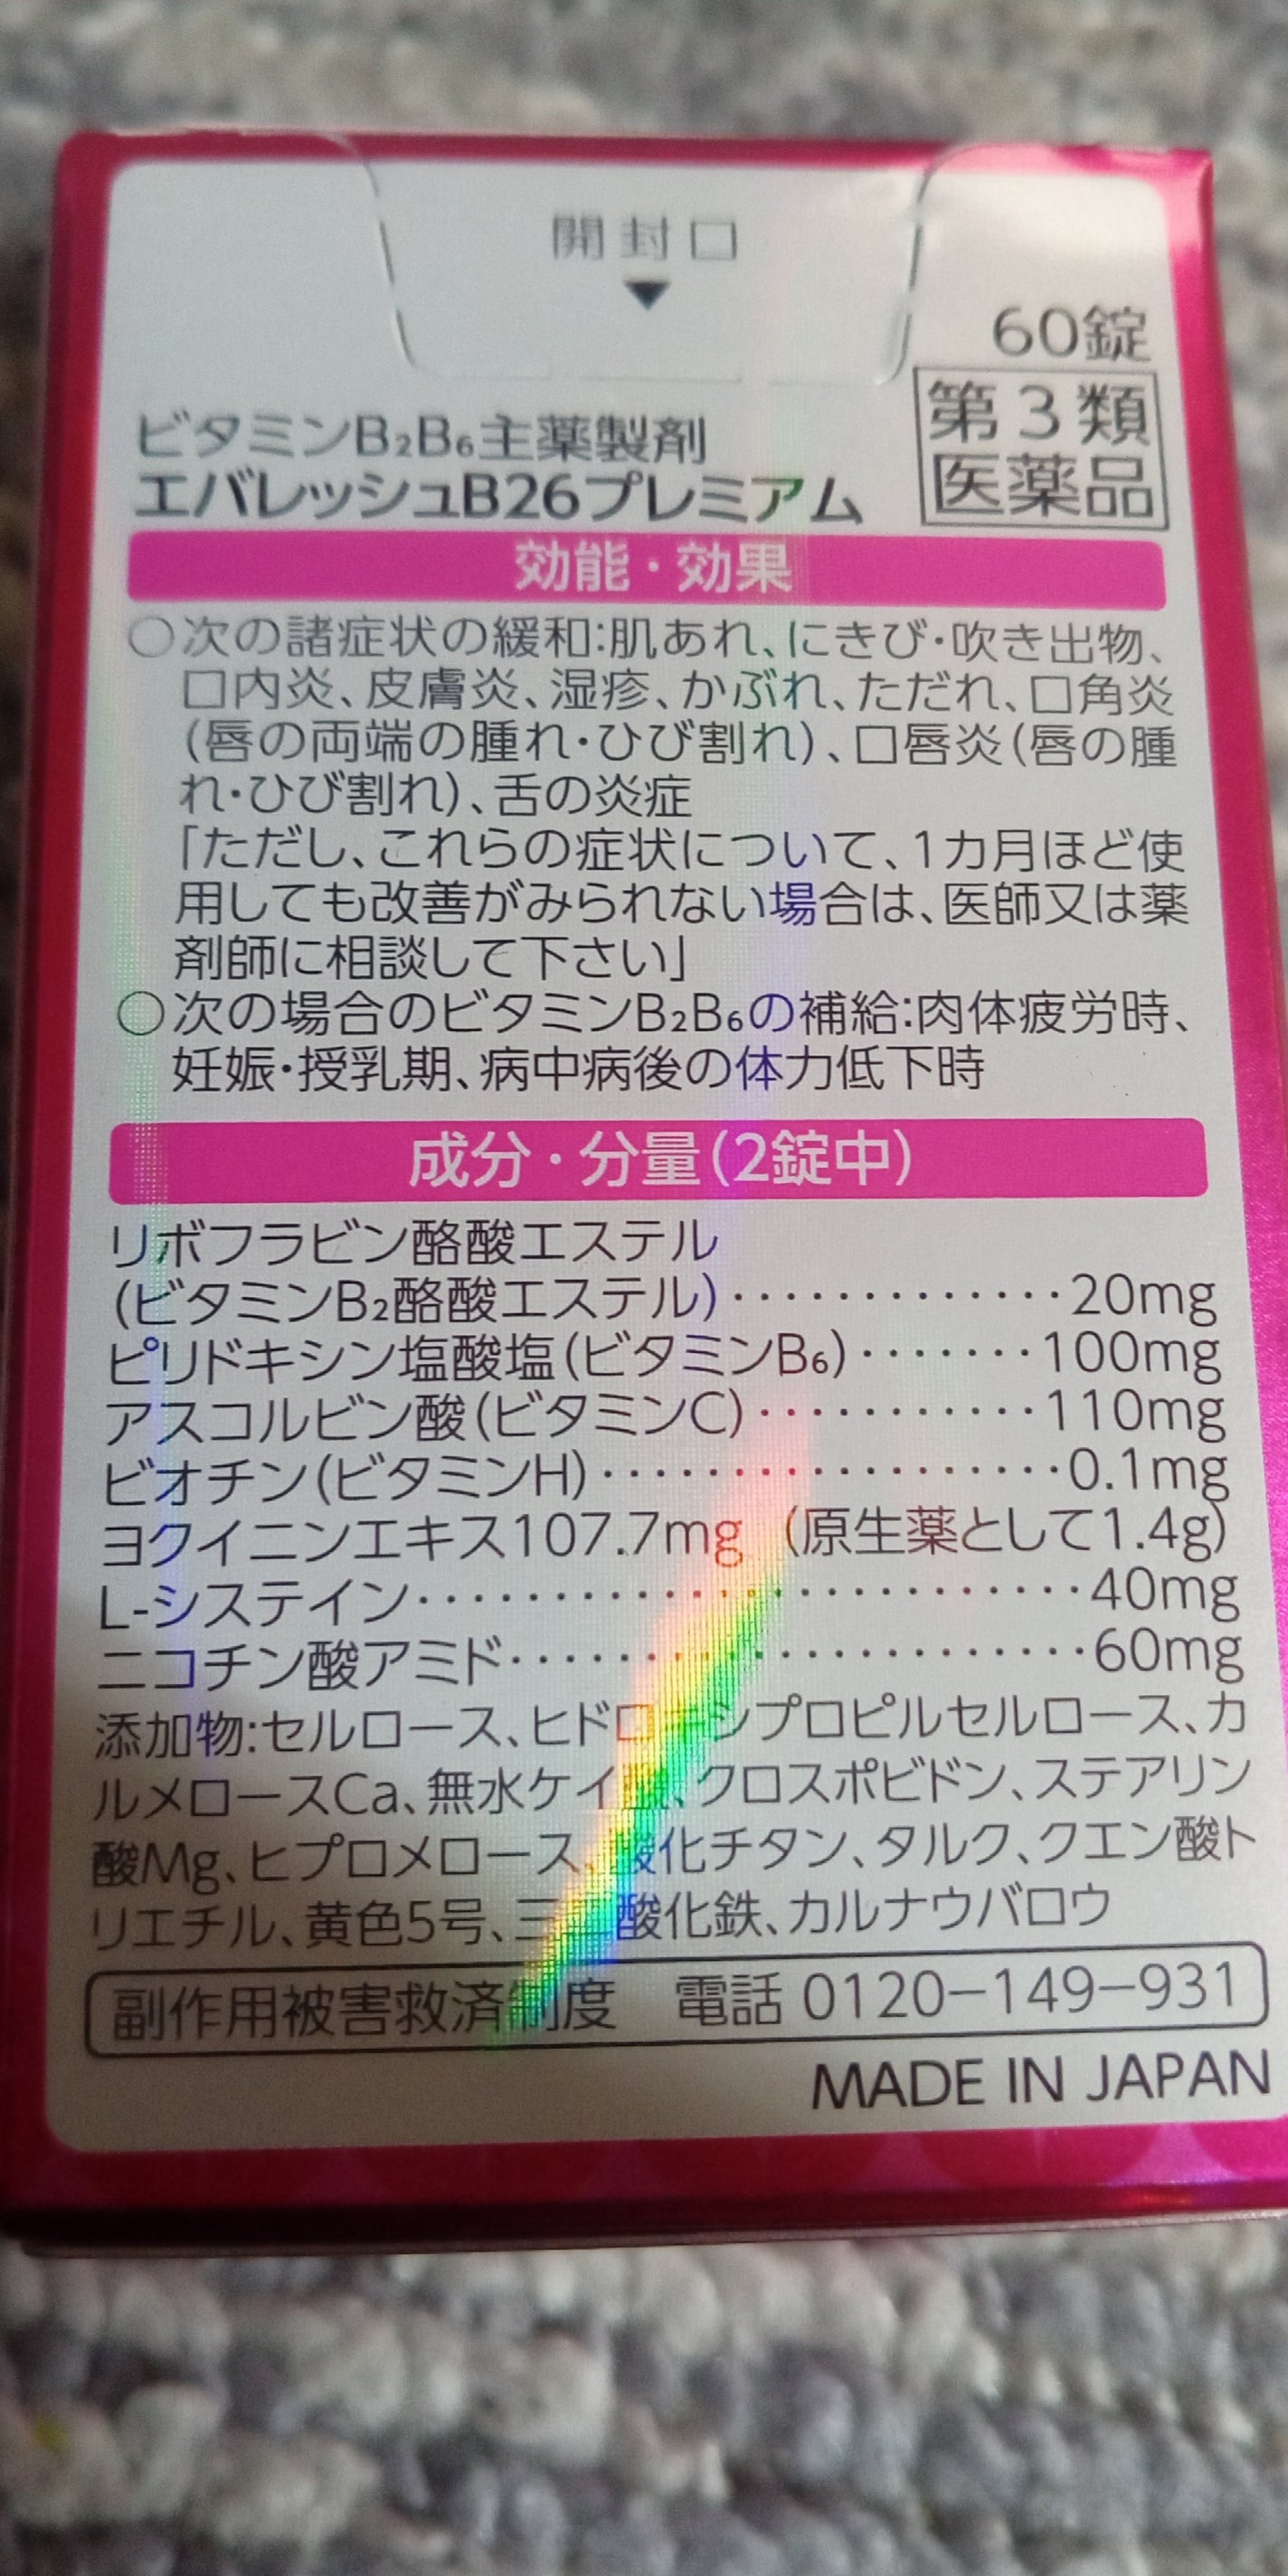 開封口
▼
60錠
第3類
医薬品
ビタミンB₂B₆主薬製剤
エバレッシュB26プレミアム
効能・効果
○次の諸症状の緩和:肌あれ、にきび・吹き出物、
口内炎、皮膚炎、湿疹、かぶれ、ただれ、口角炎
(唇の両端の腫れ・ひび割れ)、口唇炎(唇の腫
れ・ひび割れ)、舌の炎症
「ただし、これらの症状について、1カ月ほど使
用しても改善がみられない場合は、医師又は薬
剤師に相談して下さい」
○次の場合のビタミンB₂B₆の補給:肉体疲労時、
妊娠・授乳期、病中病後の体力低下時
成分・分量(2錠中)
リボフラビン酪酸エステル
(ビタミンB₂酪酸エステル)·············20mg
ピリドキシン塩酸塩(ビタミンB₆)·······100mg
アスコルビン酸(ビタミンC)···········110mg
ビオチン(ビタミンH)··················0.1mg
ヨクイニンエキス107.7mg (原生薬として1.4g)
L-システイン··························40mg
ニコチン酸アミド······················60mg
添加物:セルロース、ヒドロキシプロピルセルロース、カ
ルメロースCa、無水ケイ酸、クロスポビドン、ステアリン
酸Mg、ヒプロメロース、酸化チタン、タルク、クエン酸ト
リエチル、黄色5号、三二酸化鉄、カルナウバロウ
副作用被害救済制度 電話 0120-149-931
MADE IN JAPAN